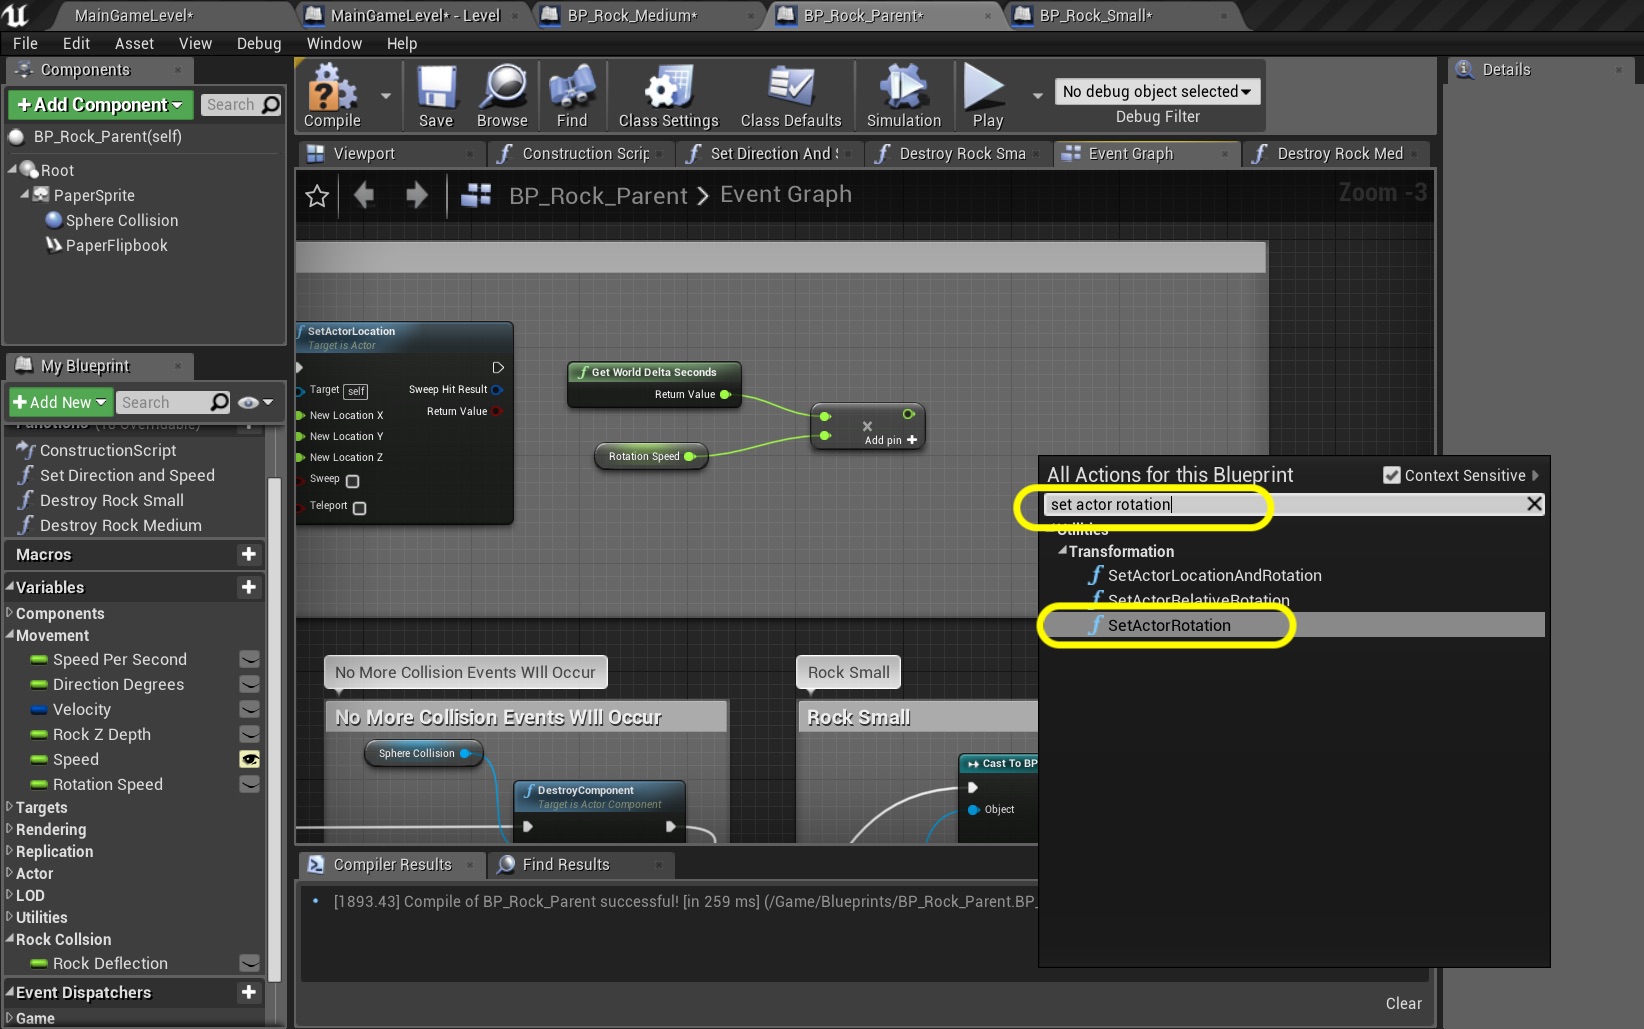 MainGameLevel*
MainGameLevel* - Level
BP_Rock_Medium*
BP_Rock_Parent*
BP_Rock_Small*
File Edit Asset View Debug Window Help
Components
Details
+Add Component
Search
BP_Rock_Parent(self)
Root
PaperSprite
Sphere Collision
PaperFlipbook
Compile
Save
Browse
Find
Class Settings
Class Defaults
Simulation
Play
No debug object selected
Debug Filter
Viewport
Construction Scrip
Set Direction And S
Destroy Rock Sma
Event Graph
Destroy Rock Med
BP_Rock_Parent > Event Graph
Zoom -3
SetActorLocation
Target is Actor
Target self
Sweep Hit Result
New Location X
Return Value
New Location Y
New Location Z
Sweep
Teleport
Get World Delta Seconds
Return Value
Rotation Speed
×
Add pin +
All Actions for this Blueprint
Context Sensitive
set actor rotation
Utilities
Transformation
SetActorLocationAndRotation
SetActorRelativeRotation
SetActorRotation
My Blueprint
+Add New
Search
Functions (18 Overridable)
ConstructionScript
Set Direction and Speed
Destroy Rock Small
Destroy Rock Medium
Macros
Variables
Components
Movement
Speed Per Second
Direction Degrees
Velocity
Rock Z Depth
Speed
Rotation Speed
Targets
Rendering
Replication
Actor
LOD
Utilities
Rock Collsion
Rock Deflection
Event Dispatchers
Game
No More Collision Events WIll Occur
No More Collision Events WIll Occur
Sphere Collision
DestroyComponent
Target is Actor Component
Rock Small
Rock Small
Cast To BP
Object
Compiler Results
Find Results
[1893.43] Compile of BP_Rock_Parent successful! [in 259 ms] (/Game/Blueprints/BP_Rock_Parent.BP_
Clear